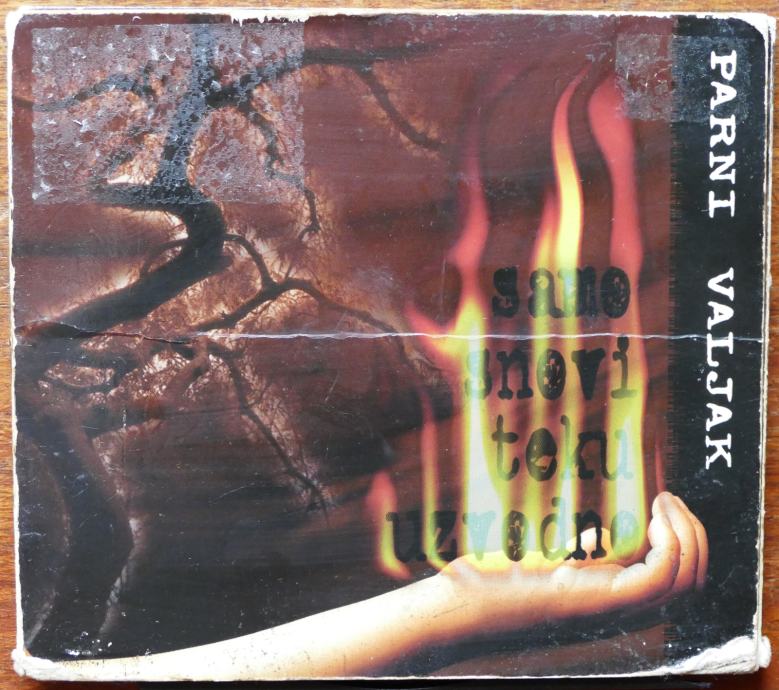 PARNI VALJAK
samo
snovi
teku
uzvodno